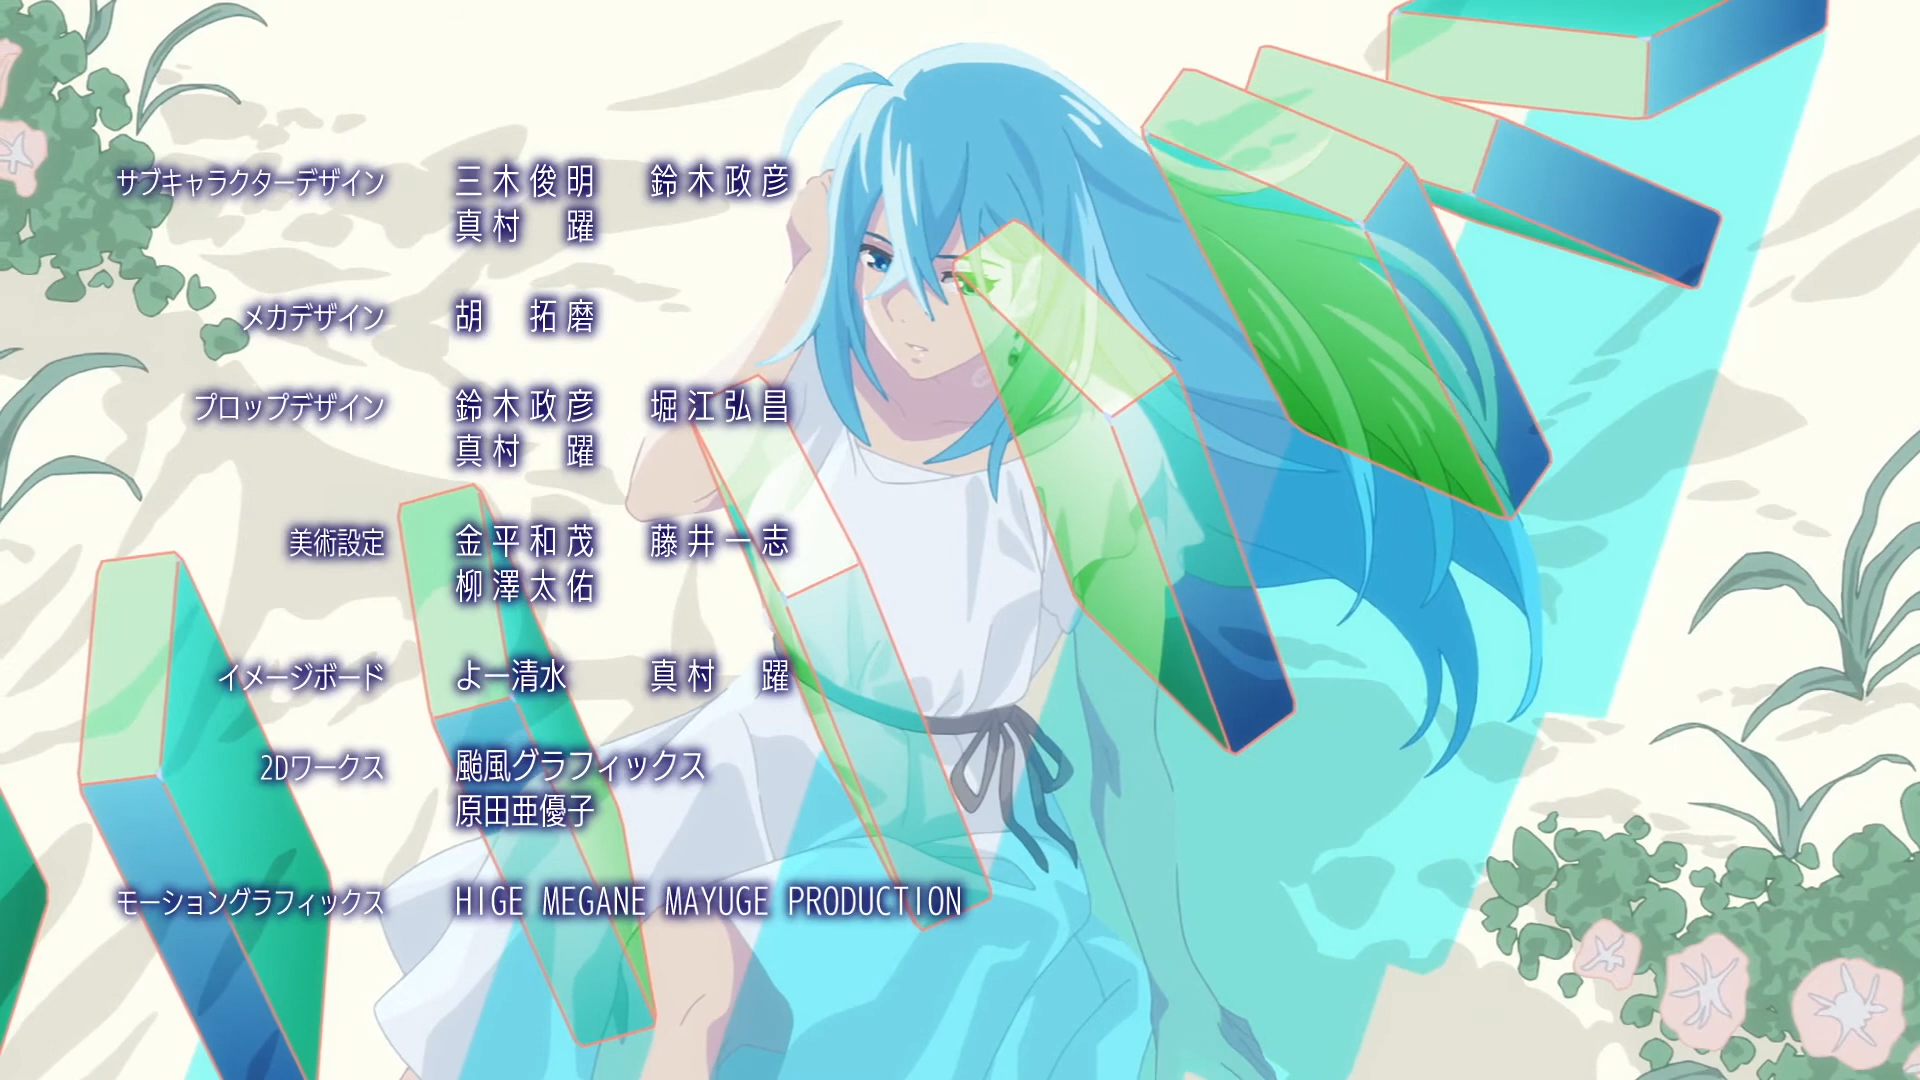 サブキャラクターデザイン 三木俊明 鈴木政彦
真村 躍
メカデザイン 胡 拓磨
プロップデザイン 鈴木政彦 堀江弘昌
真村 躍
美術設定 金平和茂 藤井一志
柳澤太佑
イメージボード よー清水 真村 躍
2Dワークス 颱風グラフィックス
原田亜優子
モーショングラフィックス HIGE MEGANE MAYUGE PRODUCTION